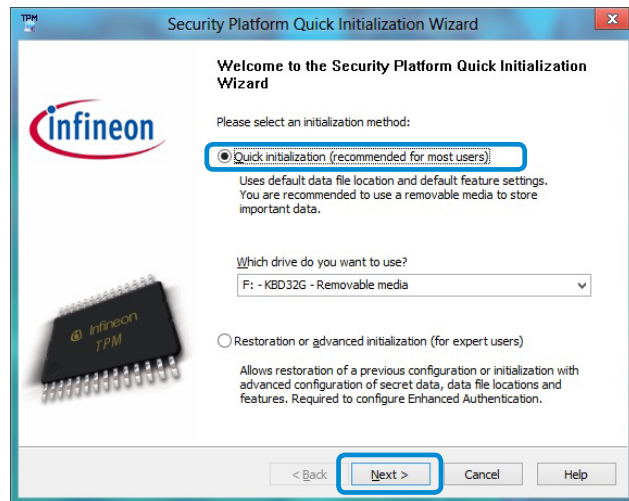 TPM
Security Platform Quick Initialization Wizard
x
Welcome to the Security Platform Quick Initialization
Wizard
infineon
Please select an initialization method:
Quick initialization (recommended for most users)
Uses default data file location and default feature settings.
You are recommended to use a removable media to store
important data.
Which drive do you want to use?
F: - KBD32G - Removable media
Infineon
TPM
Restoration or advanced initialization (for expert users)
Allows restoration of a previous configuration or initialization with
advanced configuration of secret data, data file locations and
features. Required to configure Enhanced Authentication.
< Back
Next >
Cancel
Help